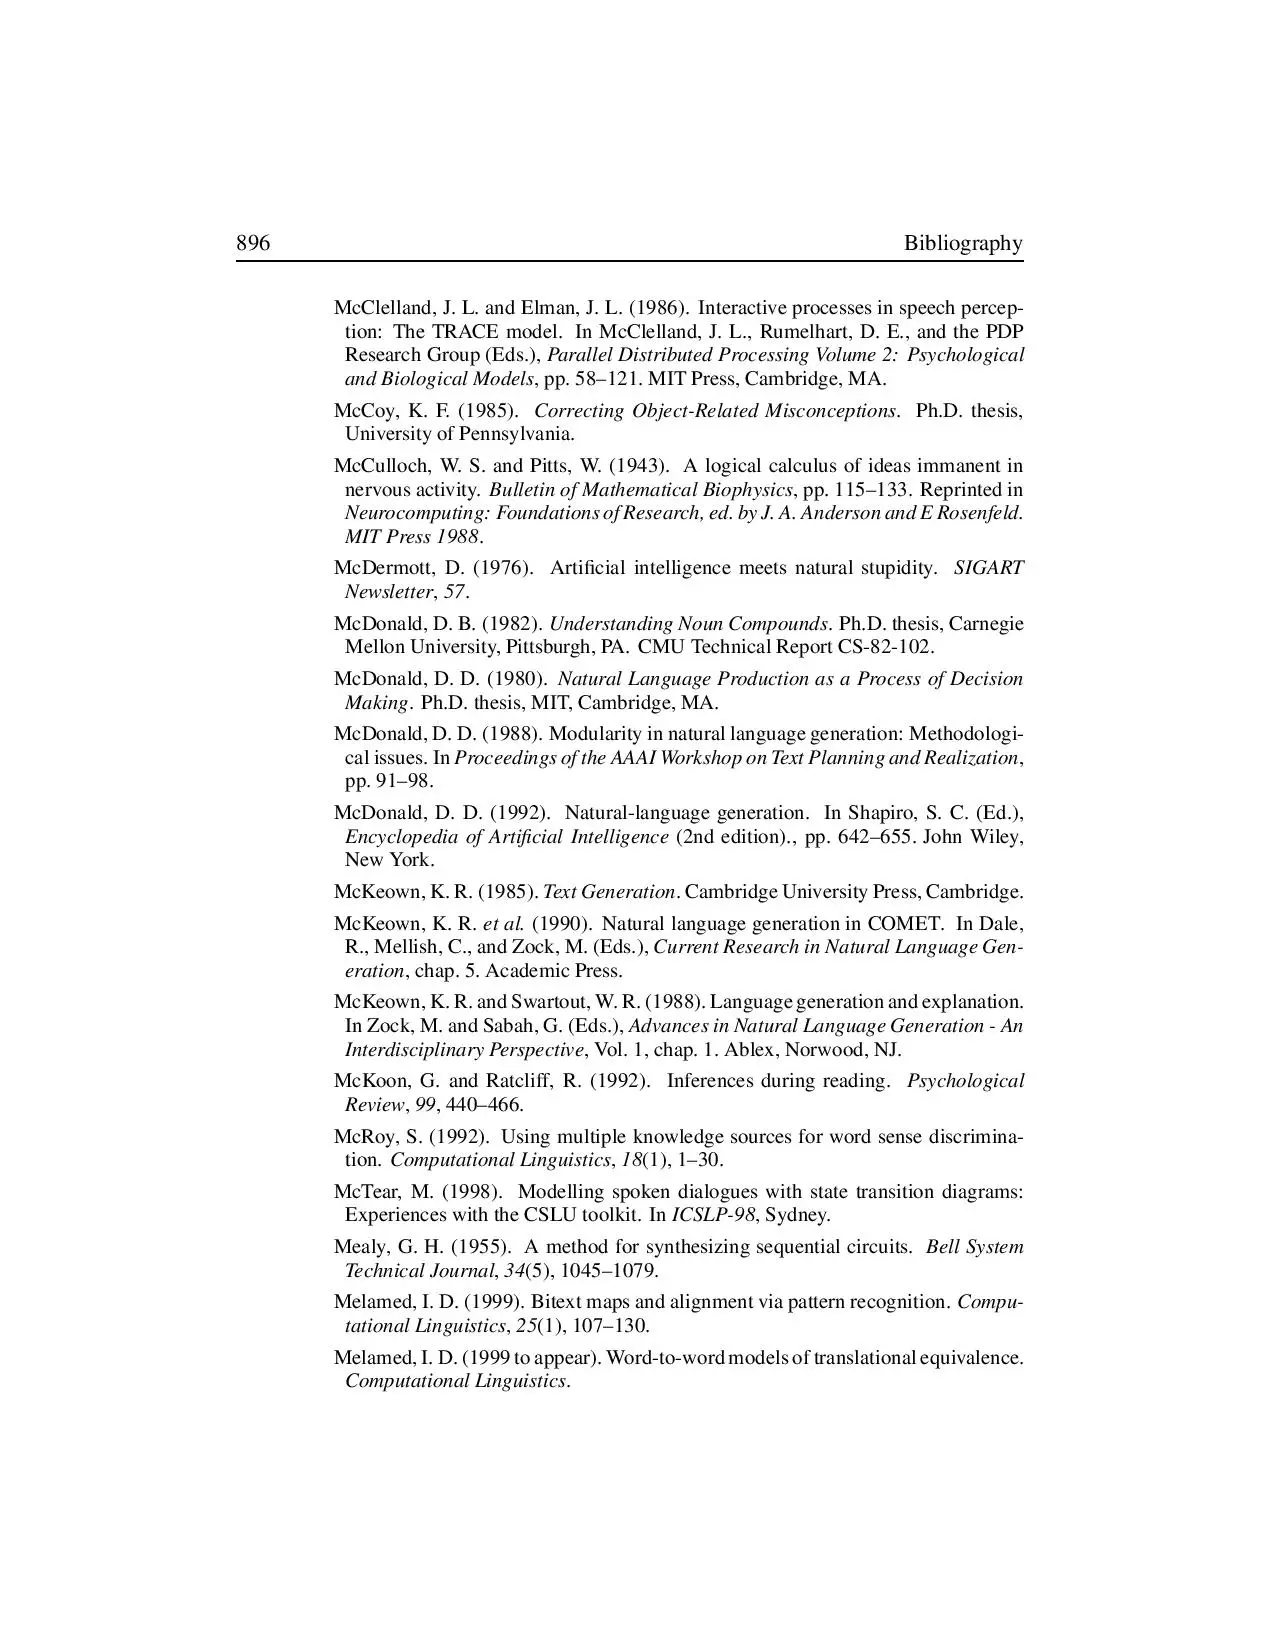 896 Bibliography
McClelland, J. L. and Elman, J. L. (1986). Interactive processes in speech percep-
tion: The TRACE model. In McClelland, J. L., Rumelhart, D. E., and the PDP
Research Group (Eds.), Parallel Distributed Processing Volume 2: Psychological
and Biological Models, pp. 58–121. MIT Press, Cambridge, MA.
McCoy, K. F. (1985). Correcting Object-Related Misconceptions. Ph.D. thesis,
University of Pennsylvania.
McCulloch, W. S. and Pitts, W. (1943). A logical calculus of ideas immanent in
nervous activity. Bulletin of Mathematical Biophysics, pp. 115–133. Reprinted in
Neurocomputing: Foundations of Research, ed. by J. A. Anderson and E Rosenfeld.
MIT Press 1988.
McDermott, D. (1976). Artificial intelligence meets natural stupidity. SIGART
Newsletter, 57.
McDonald, D. B. (1982). Understanding Noun Compounds. Ph.D. thesis, Carnegie
Mellon University, Pittsburgh, PA. CMU Technical Report CS-82-102.
McDonald, D. D. (1980). Natural Language Production as a Process of Decision
Making. Ph.D. thesis, MIT, Cambridge, MA.
McDonald, D. D. (1988). Modularity in natural language generation: Methodologi-
cal issues. In Proceedings of the AAAI Workshop on Text Planning and Realization,
pp. 91–98.
McDonald, D. D. (1992). Natural-language generation. In Shapiro, S. C. (Ed.),
Encyclopedia of Artificial Intelligence (2nd edition)., pp. 642–655. John Wiley,
New York.
McKeown, K. R. (1985). Text Generation. Cambridge University Press, Cambridge.
McKeown, K. R. et al. (1990). Natural language generation in COMET. In Dale,
R., Mellish, C., and Zock, M. (Eds.), Current Research in Natural Language Gen-
eration, chap. 5. Academic Press.
McKeown, K. R. and Swartout, W. R. (1988). Language generation and explanation.
In Zock, M. and Sabah, G. (Eds.), Advances in Natural Language Generation - An
Interdisciplinary Perspective, Vol. 1, chap. 1. Ablex, Norwood, NJ.
McKoon, G. and Ratcliff, R. (1992). Inferences during reading. Psychological
Review, 99, 440–466.
McRoy, S. (1992). Using multiple knowledge sources for word sense discrimina-
tion. Computational Linguistics, 18(1), 1–30.
McTear, M. (1998). Modelling spoken dialogues with state transition diagrams:
Experiences with the CSLU toolkit. In ICSLP-98, Sydney.
Mealy, G. H. (1955). A method for synthesizing sequential circuits. Bell System
Technical Journal, 34(5), 1045–1079.
Melamed, I. D. (1999). Bitext maps and alignment via pattern recognition. Compu-
tational Linguistics, 25(1), 107–130.
Melamed, I. D. (1999 to appear). Word-to-word models of translational equivalence.
Computational Linguistics.